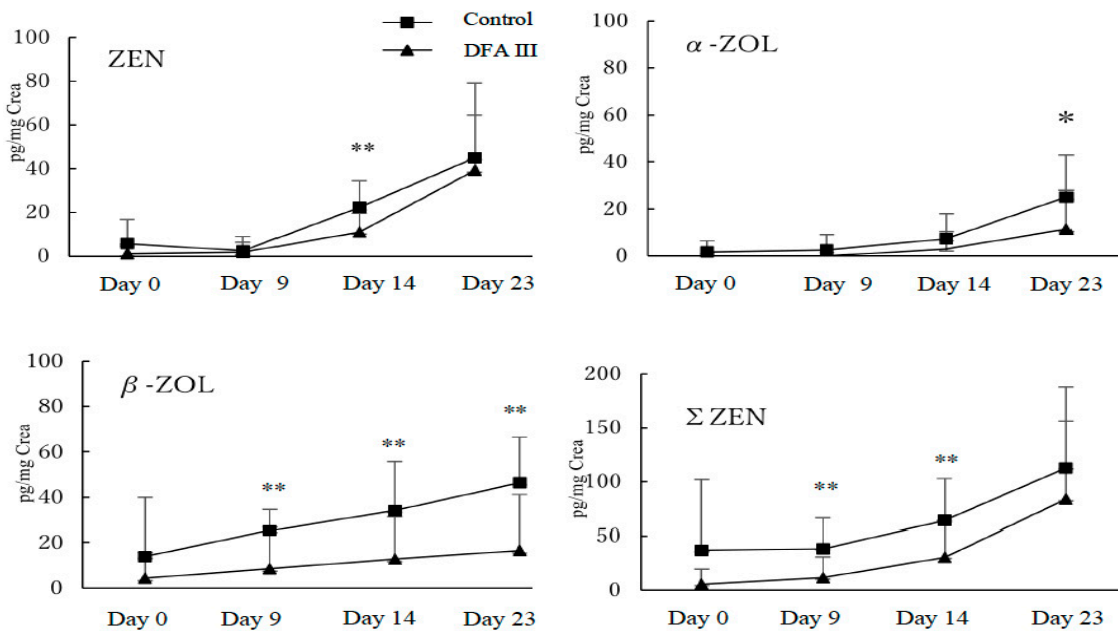 Control
DFA III
ZEN
pg/mg Crea
100
80
60
40
20
0
**
Day 0
Day 9
Day 14
Day 23
α -ZOL
pg/mg Crea
100
80
60
40
20
0
*
Day 0
Day 9
Day 14
Day 23
β -ZOL
pg/mg Crea
100
80
60
40
20
0
**
**
**
Day 0
Day 9
Day 14
Day 23
Σ ZEN
pg/mg Crea
200
150
100
50
0
**
**
Day 0
Day 9
Day 14
Day 23